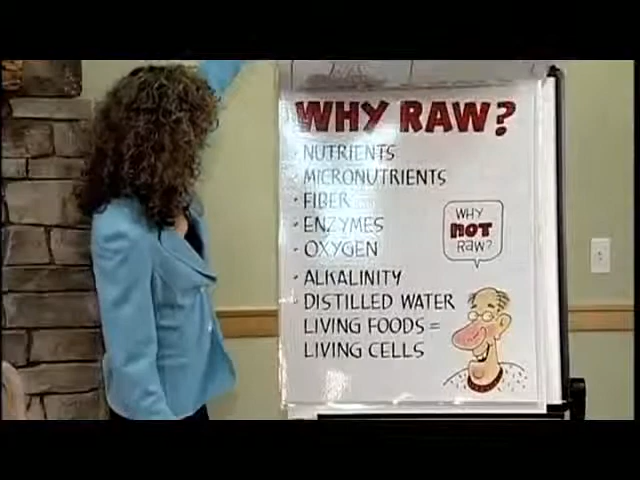 WHY RAW?
· NUTRIENTS
· MICRONUTRIENTS
· FIBER
· ENZYMES
· OXYGEN
· ALKALINITY
· DISTILLED WATER
LIVING FOODS =
LIVING CELLS
WHY
NOT
RAW?